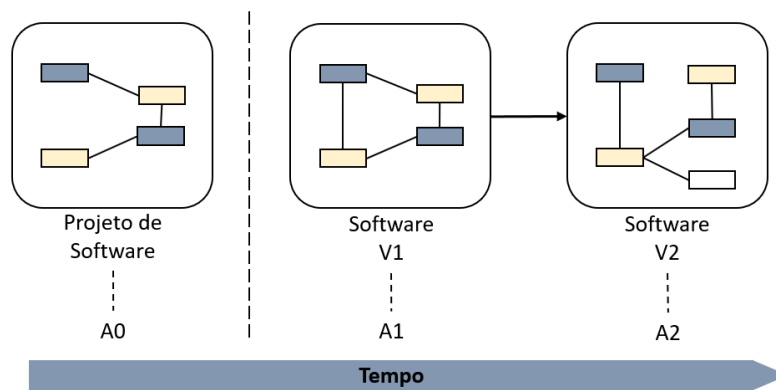 Projeto de
Software
Software
V1
Software
V2
A0
A1
A2
Tempo